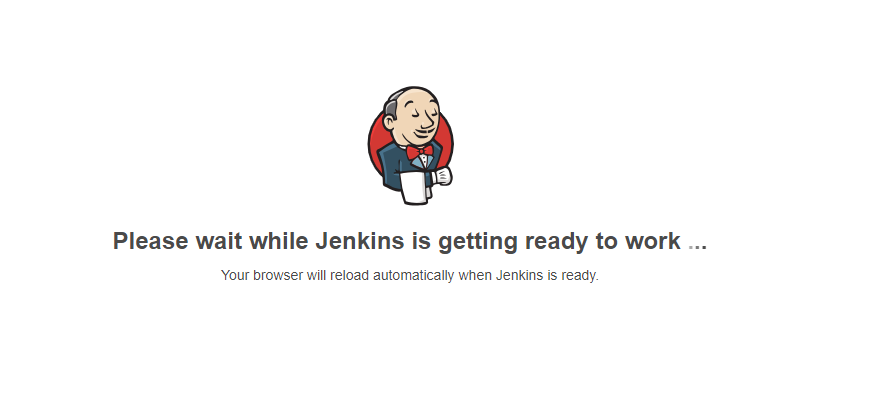 Please wait while Jenkins is getting ready to work ...
Your browser will reload automatically when Jenkins is ready.